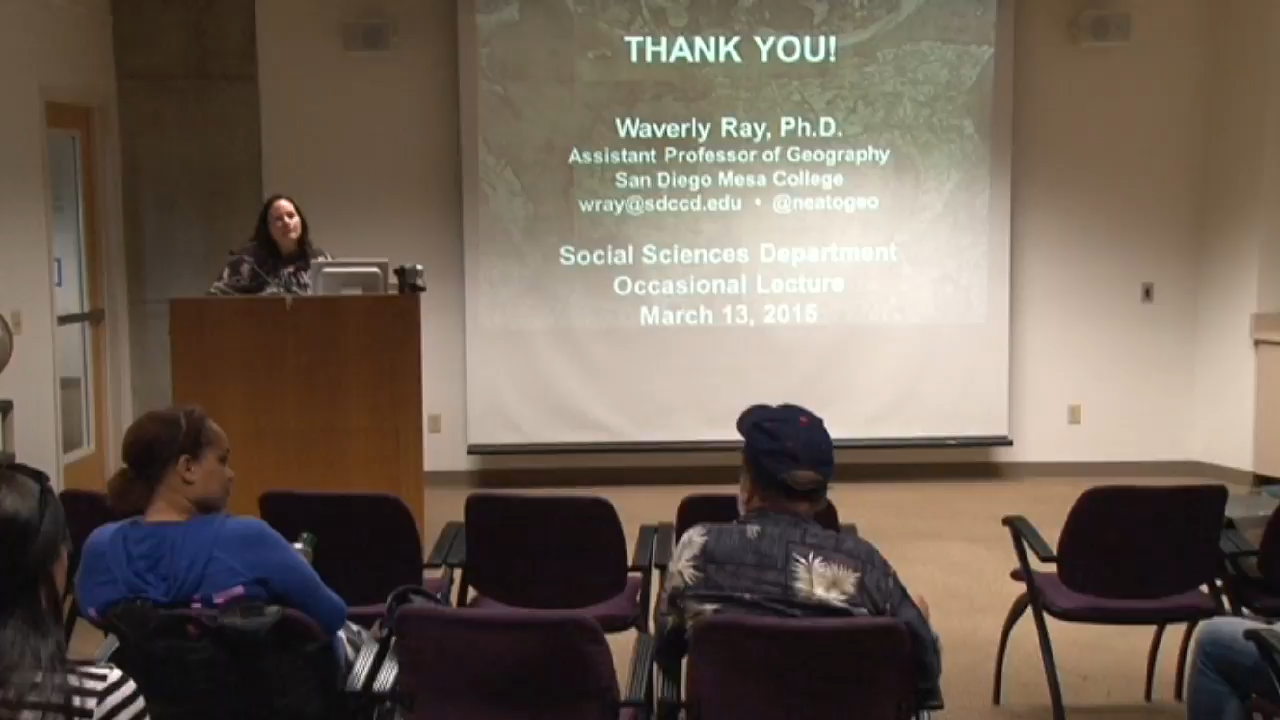 THANK YOU!
Waverly Ray, Ph.D.
Assistant Professor of Geography
San Diego Mesa College
wray@sdccd.edu • @neatogeo
Social Sciences Department
Occasional Lecture
March 13, 2015